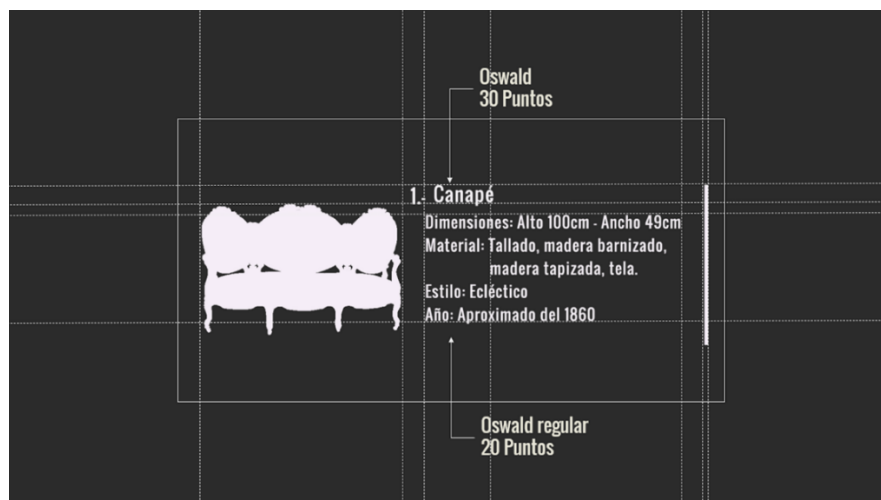 Oswald
30 Puntos
1.- Canapé
Dimensiones: Alto 100cm - Ancho 49cm
Material: Tallado, madera barnizado,
madera tapizada, tela.
Estilo: Ecléctico
Año: Aproximado del 1860
Oswald regular
20 Puntos